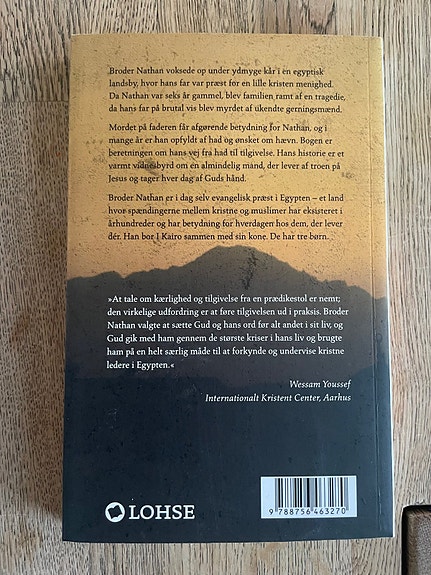 Broder Nathan voksede op under ydmyge kår i en egyptisk
landsby, hvor hans far var præst for en lille kristen menighed.
Da Nathan var seks år gammel, blev familien ramt af en tragedie,
da hans far på brutal vis blev myrdet af ukendte gerningsmænd.
Mordet på faderen får afgørende betydning for Nathan, og i
mange år er han opfyldt af had og ønsket om hævn. Bogen er
beretningen om hans vej fra had til tilgivelse. Hans historie er et
varmt vidnesbyrd om en almindelig mand, der lever af troen på
Jesus og tager hver dag af Guds hånd.
Broder Nathan er i dag selv evangelisk præst i Egypten – et land
hvor spændingerne mellem kristne og muslimer har eksisteret i
århundreder og har betydning for hverdagen hos dem, der lever
dér. Han bor I Kairo sammen med sin kone. De har tre børn.
»At tale om kærlighed og tilgivelse fra en prædikestol er nemt;
den virkelige udfordring er at føre tilgivelsen ud i praksis. Broder
Nathan valgte at sætte Gud og hans ord før alt andet i sit liv, og
Gud gik med ham gennem de største kriser i hans liv og brugte
ham på en helt særlig måde til at forkynde og undervise kristne
ledere i Egypten.«
Wessam Youssef
Internationalt Kristent Center, Aarhus
LOHSE
9 788756 463270